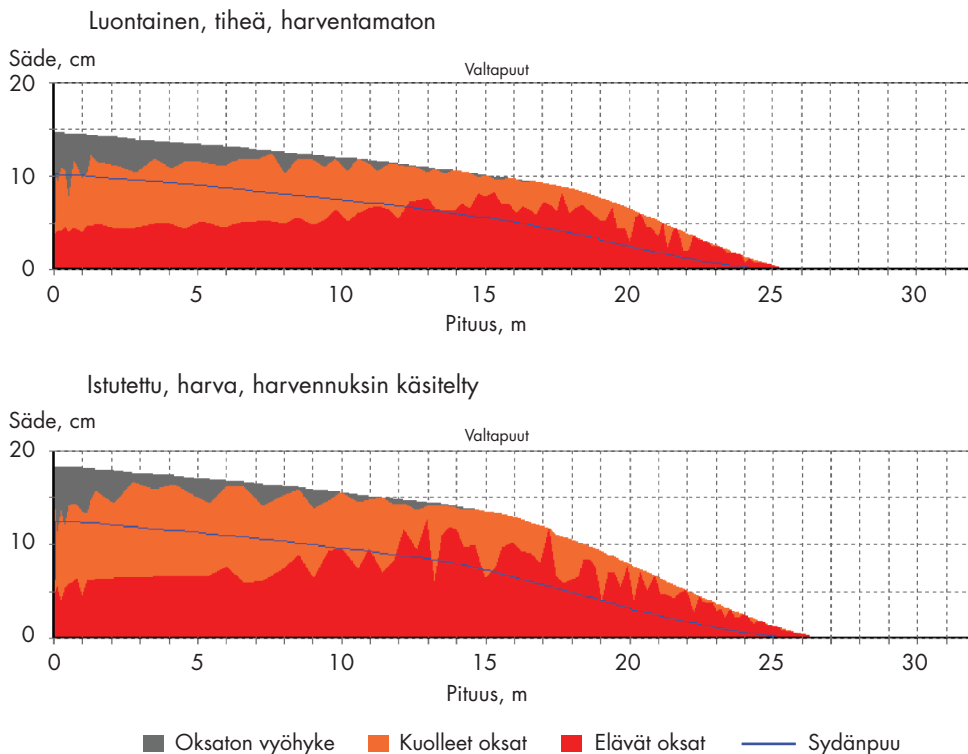 Luontainen, tiheä, harventamaton
Säde, cm
Valtapuut
20
10
0
0 5 10 15 20 25 30
Pituus, m
Istutettu, harva, harvennuksin käsitelty
Säde, cm
Valtapuut
20
10
0
0 5 10 15 20 25 30
Pituus, m
Oksaton vyöhyke Kuolleet oksat Elävät oksat Sydänpuu